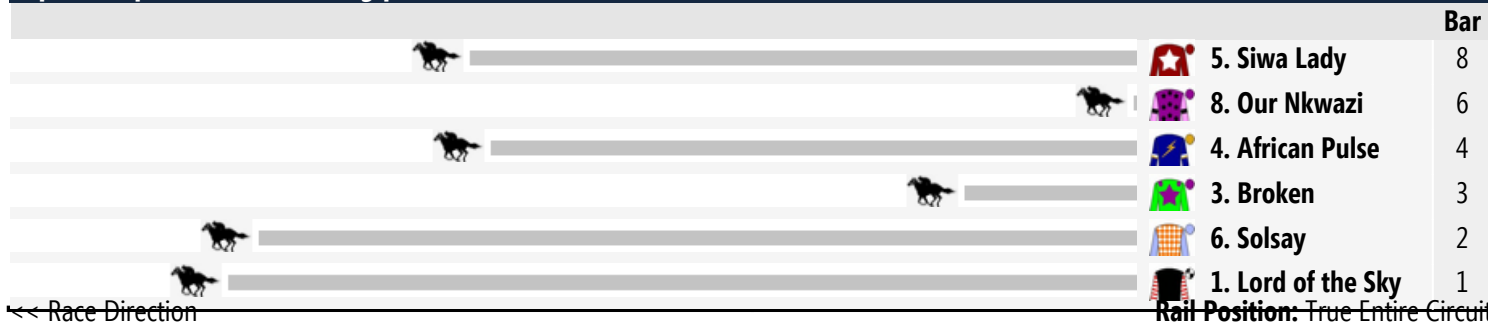 Bar
5. Siwa Lady 8
8. Our Nkwazi 6
4. African Pulse 4
3. Broken 3
6. Solsay 2
1. Lord of the Sky 1
<< Race Direction Rail Position: True Entire Circuit